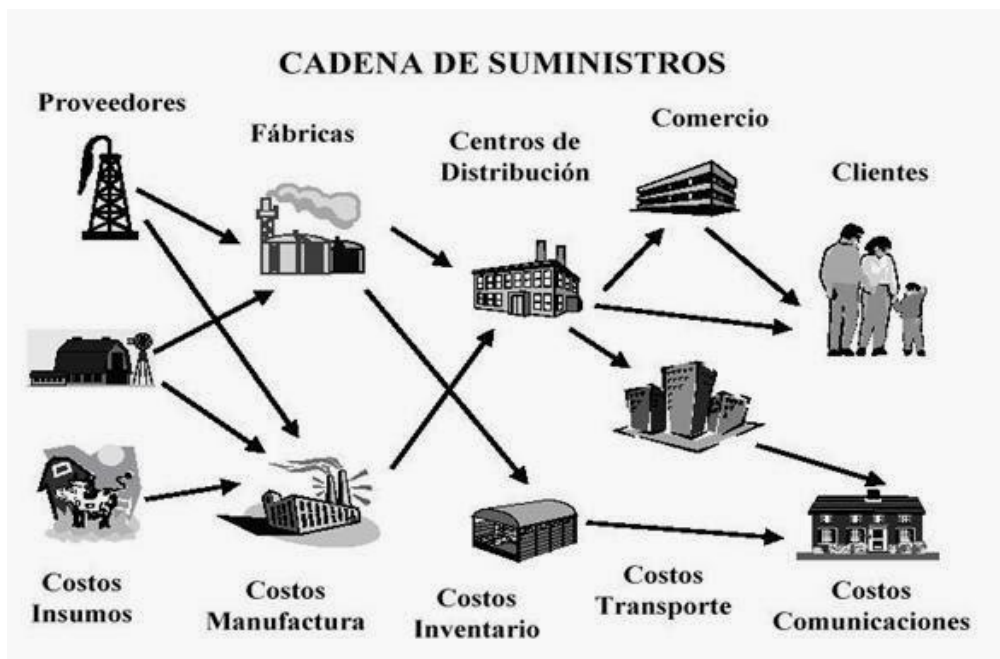 CADENA DE SUMINISTROS
Proveedores
Fábricas
Centros de
Distribución
Comercio
Clientes
Costos
Insumos
Costos
Manufactura
Costos
Inventario
Costos
Transporte
Costos
Comunicaciones